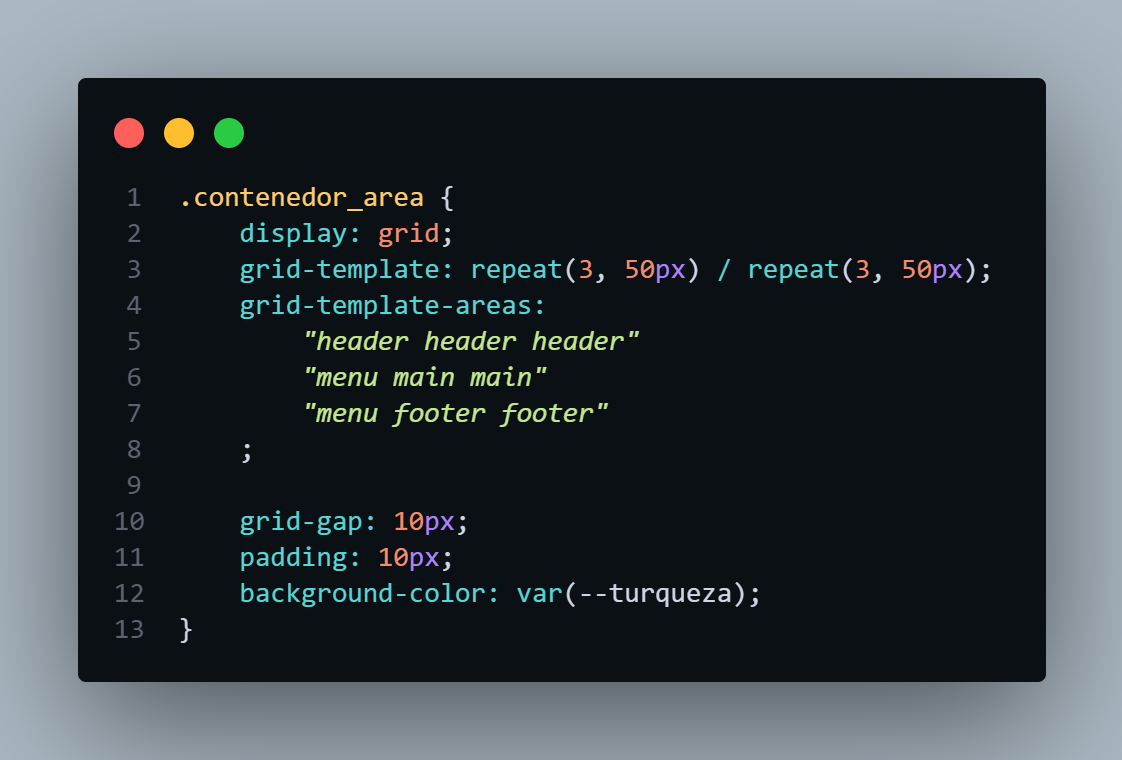 1 .contenedor_area {
2     display: grid;
3     grid-template: repeat(3, 50px) / repeat(3, 50px);
4     grid-template-areas:
5         "header header header"
6         "menu main main"
7         "menu footer footer"
8     ;
9
10     grid-gap: 10px;
11     padding: 10px;
12     background-color: var(--turqueza);
13 }